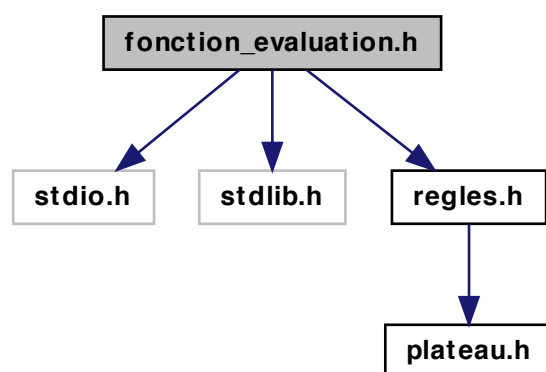 fonction_evaluation.h
stdio.h
stdlib.h
regles.h
plateau.h